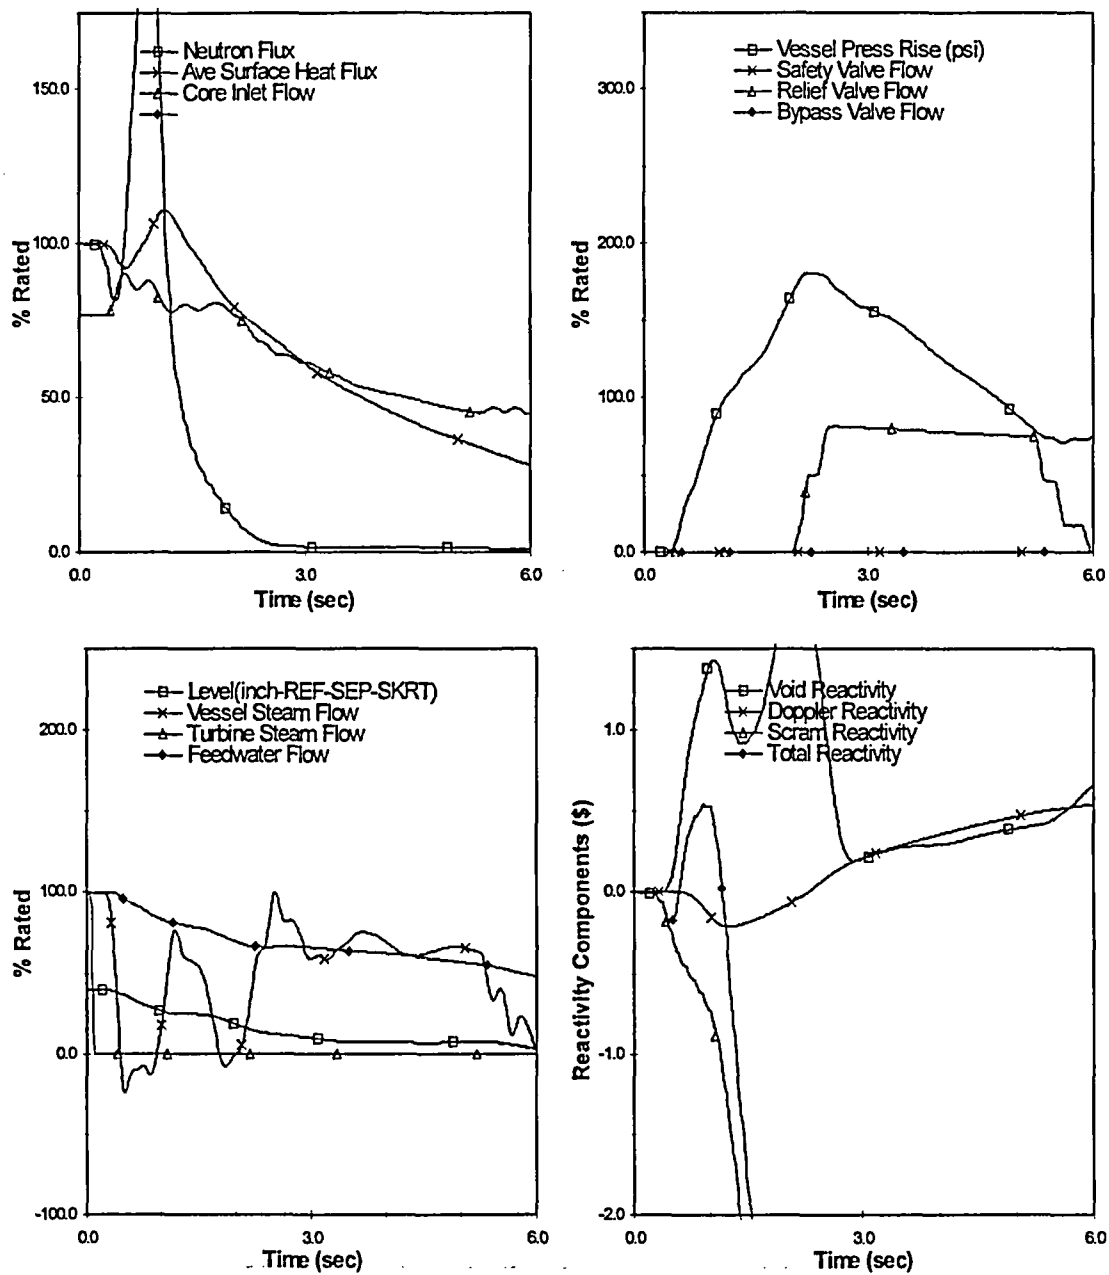 Neutron Flux
Ave Surface Heat Flux
Core Inlet Flow
150.0
100.0
50.0
0.0
% Rated
0.0
3.0
6.0
Time (sec)
Vessel Press Rise (psi)
Safety Valve Flow
Relief Valve Flow
Bypass Valve Flow
300.0
200.0
100.0
0.0
% Rated
0.0
3.0
6.0
Time (sec)
Level(inch-REF-SEP-SKRT)
Vessel Steam Flow
Turbine Steam Flow
Feedwater Flow
200.0
100.0
0.0
-100.0
% Rated
0.0
3.0
6.0
Time (sec)
Void Reactivity
Doppler Reactivity
Scram Reactivity
Total Reactivity
1.0
0.0
-1.0
-2.0
Reactivity Components ($)
0.0
3.0
6.0
Time (sec)